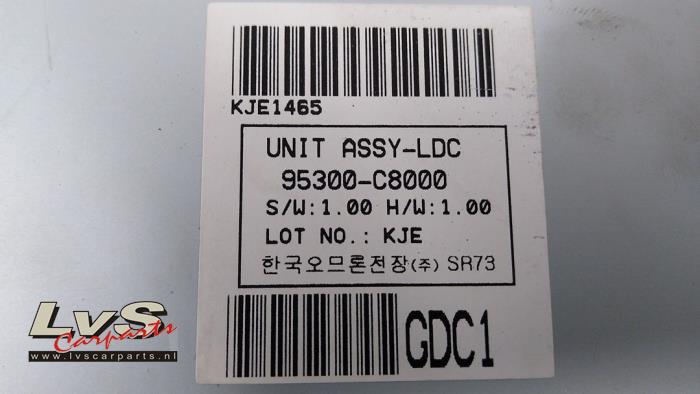 KJE1465
UNIT ASSY-LDC
95300-C8000
S/W:1.00 H/W:1.00
LOT NO.: KJE
한국오므론전장(주) SR73
GDC1
LvS
Carparts
www.lvscarparts.nl